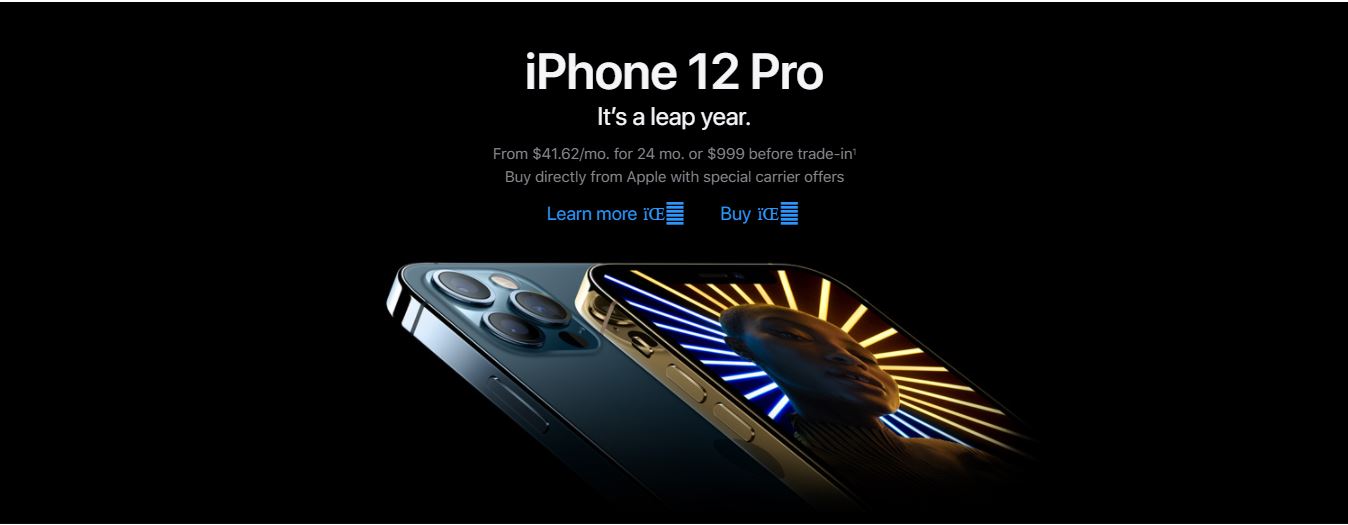 iPhone 12 Pro
It’s a leap year.
From $41.62/mo. for 24 mo. or $999 before trade-in¹
Buy directly from Apple with special carrier offers
Learn more ïŒ Buy ïŒ